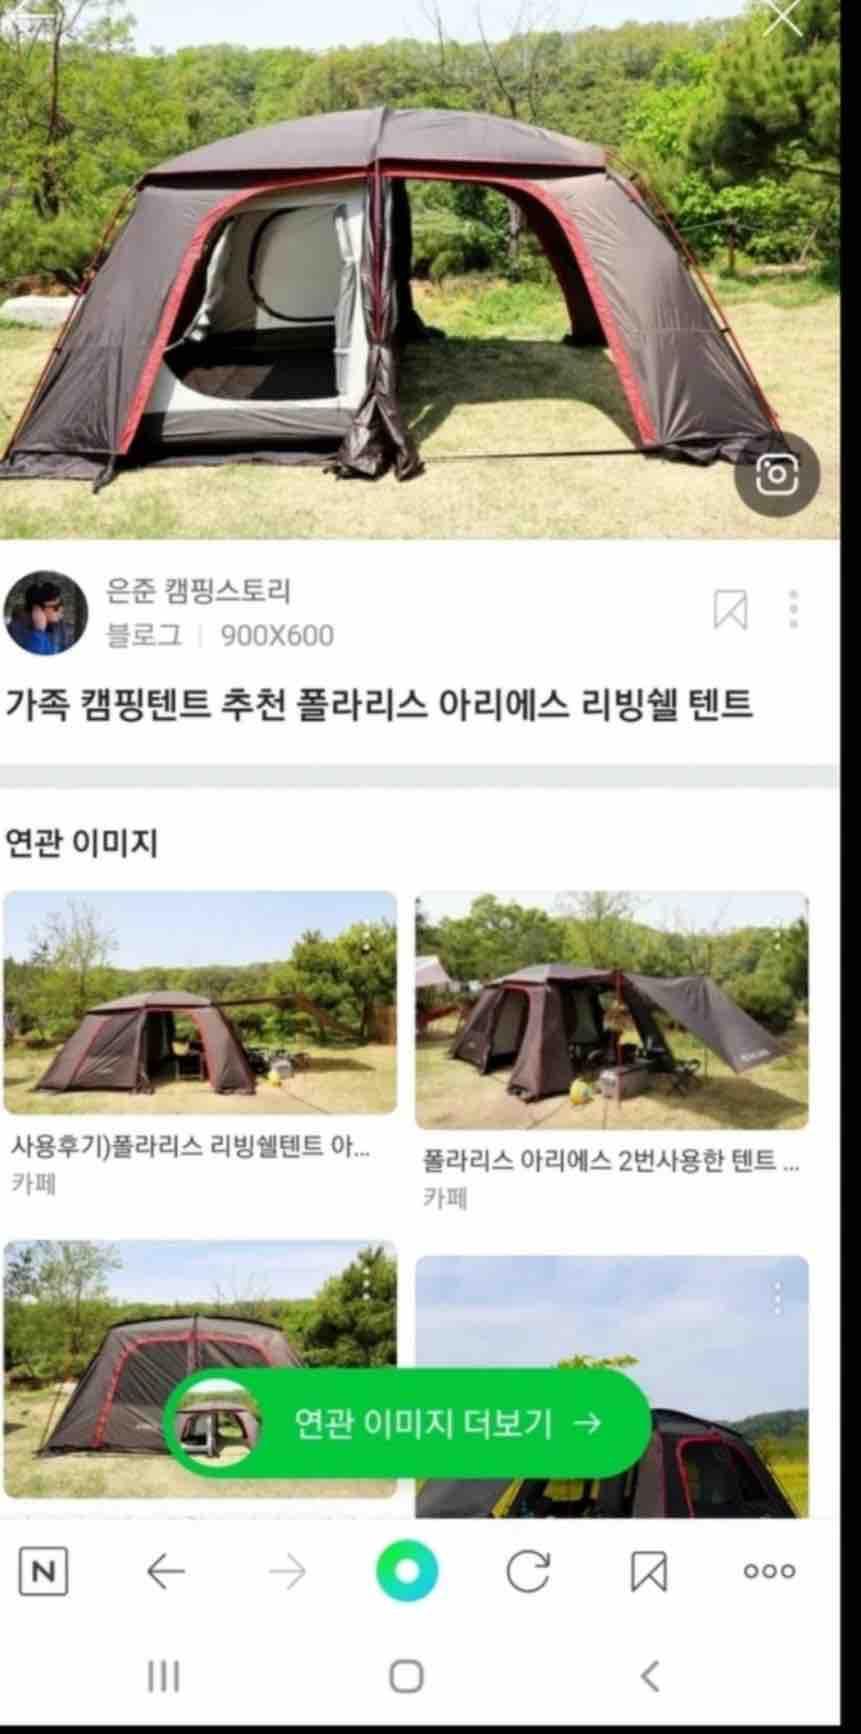 은준 캠핑스토리
블로그 | 900X600
가족 캠핑텐트 추천 폴라리스 아리에스 리빙쉘 텐트
연관 이미지
사용후기)폴라리스 리빙쉘텐트 아...
카페
폴라리스 아리에스 2번사용한 텐트 ...
카페
연관 이미지 더보기 →
N